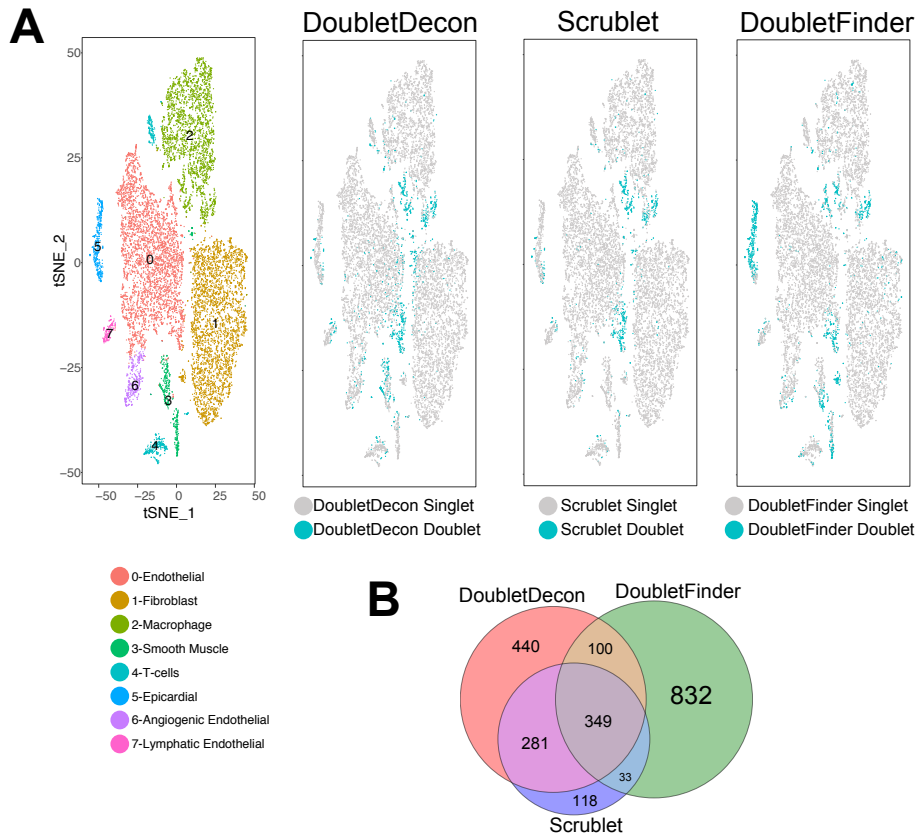 A
DoubletDecon
Scrublet
DoubletFinder
50
25
0
−25
−50
tSNE_2
2
5
0
1
7
6
3
4
−50
−25
0
25
50
tSNE_1
DoubletDecon Singlet
DoubletDecon Doublet
Scrublet Singlet
Scrublet Doublet
DoubletFinder Singlet
DoubletFinder Doublet
0-Endothelial
1-Fibroblast
2-Macrophage
3-Smooth Muscle
4-T-cells
5-Epicardial
6-Angiogenic Endothelial
7-Lymphatic Endothelial
B
DoubletDecon
DoubletFinder
440
100
832
349
281
33
118
Scrublet